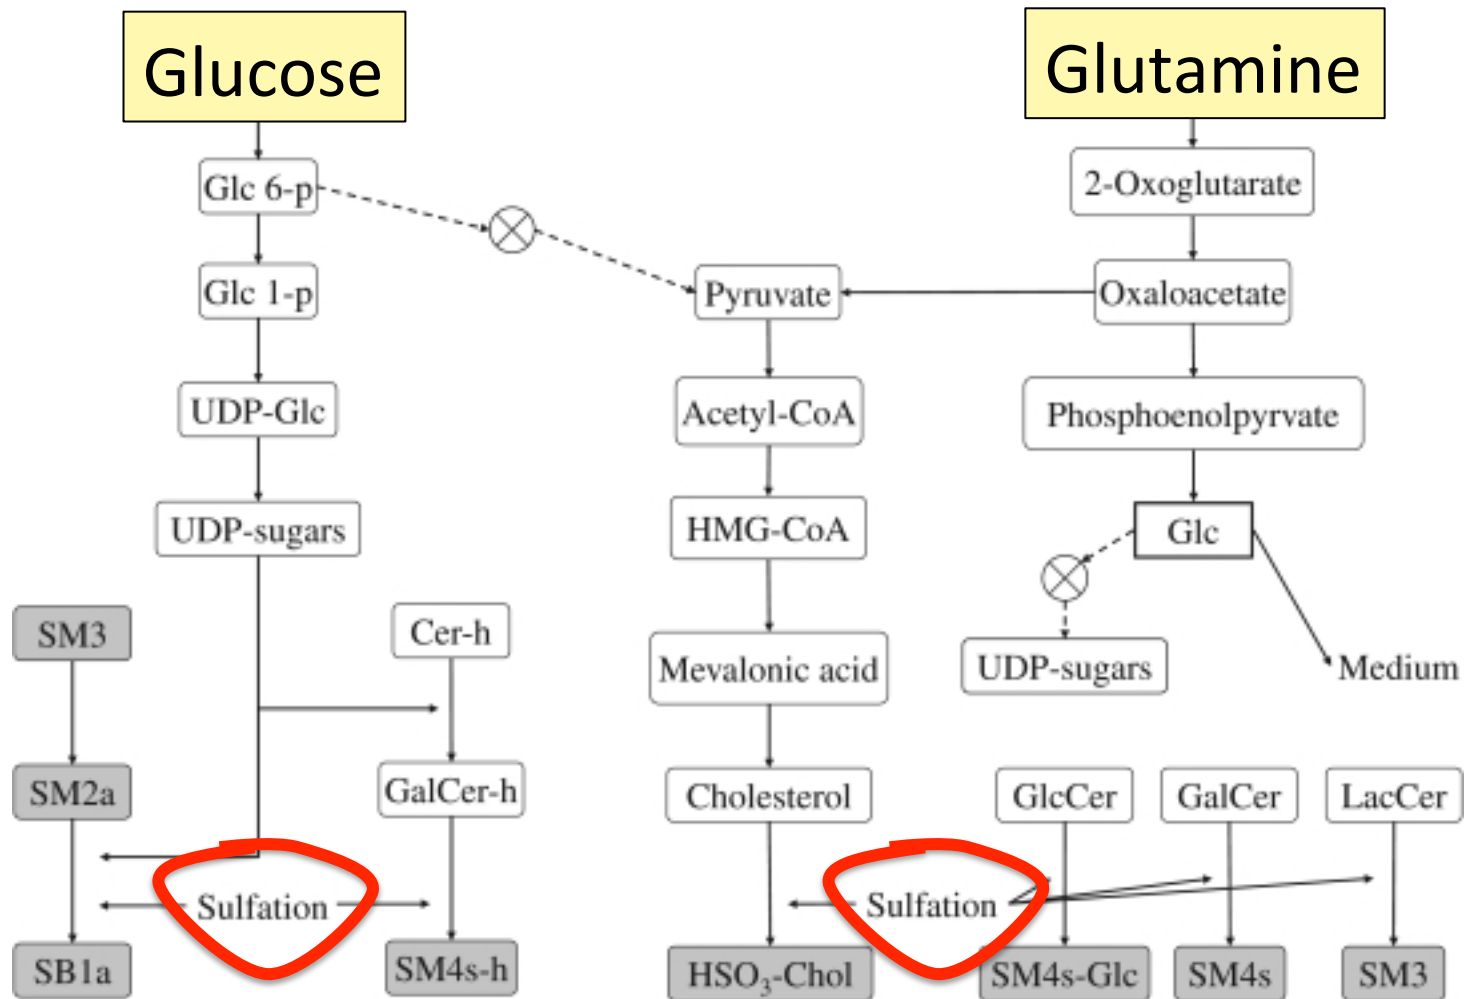 Glucose
Glutamine
Glc 6-p
2-Oxoglutarate
Glc 1-p
Pyruvate
Oxaloacetate
UDP-Glc
Acetyl-CoA
Phosphoenolpyrvate
UDP-sugars
HMG-CoA
Glc
SM3
Cer-h
Mevalonic acid
UDP-sugars
Medium
SM2a
GalCer-h
Cholesterol
GlcCer
GalCer
LacCer
Sulfation
Sulfation
SB1a
SM4s-h
HSO₃-Chol
SM4s-Glc
SM4s
SM3